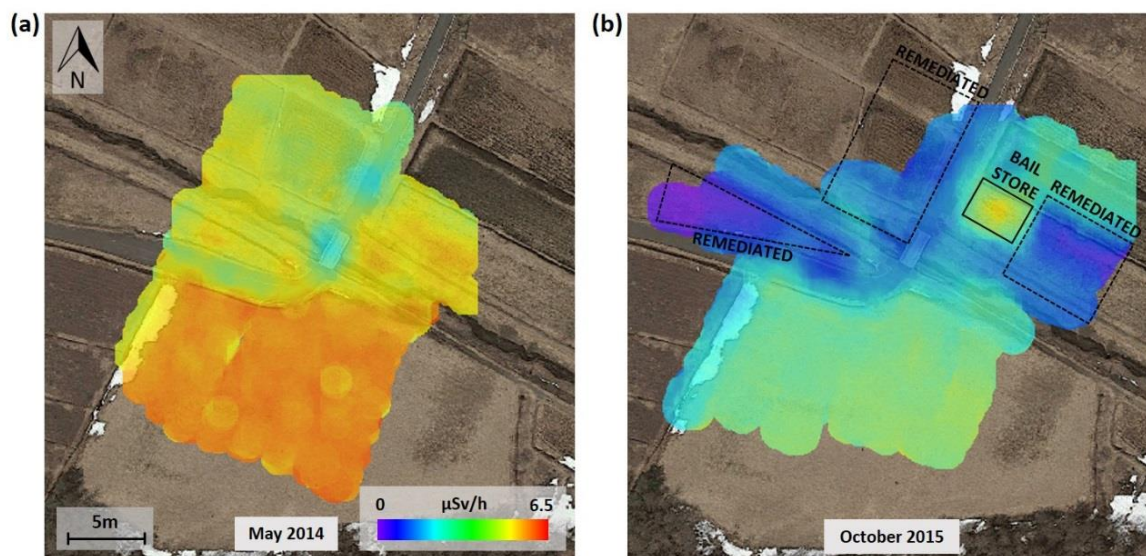 (a)
N
5m
May 2014
0 μSv/h 6.5
(b)
REMEDIATED
BAIL
STORE
REMEDIATED
REMEDIATED
October 2015